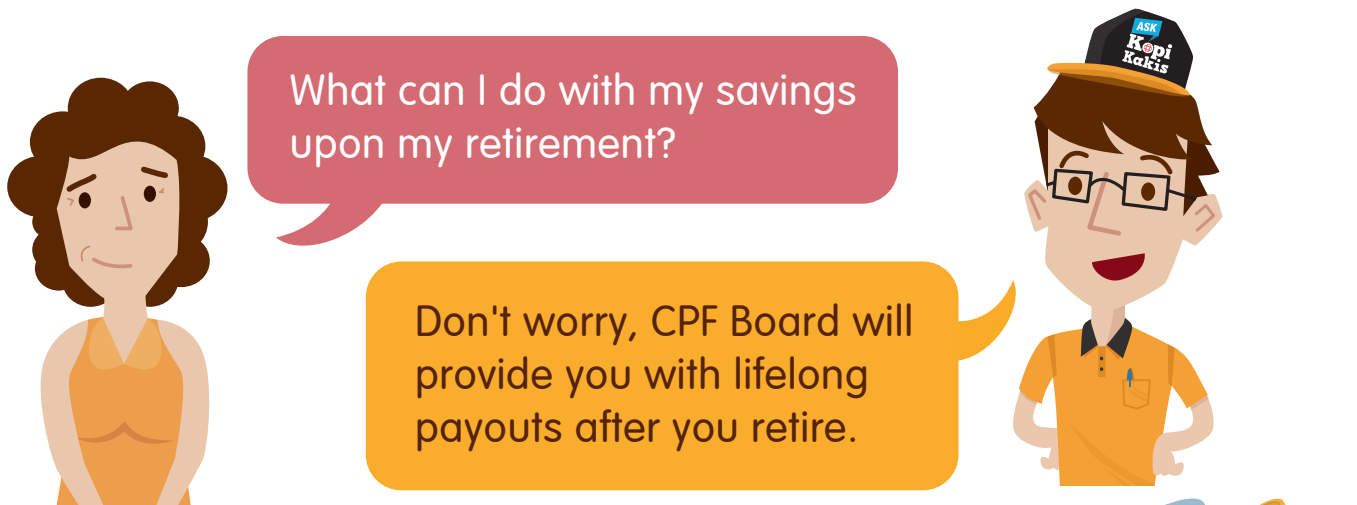 ASK
Kopi
Kakis
What can I do with my savings
upon my retirement?
Don't worry, CPF Board will
provide you with lifelong
payouts after you retire.